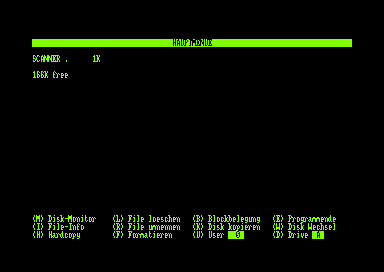 HAUPTMENUE
SCANNER .     1K
166K free
(M) Disk-Monitor (L) File loeschen (B) Blockbelegung (E) Programmende
(I) File-Info (R) File umnennen (K) Disk kopieren (W) Disk Wechsel
(H) Hardcopy (F) Formatieren (U) User 0 (D) Drive A